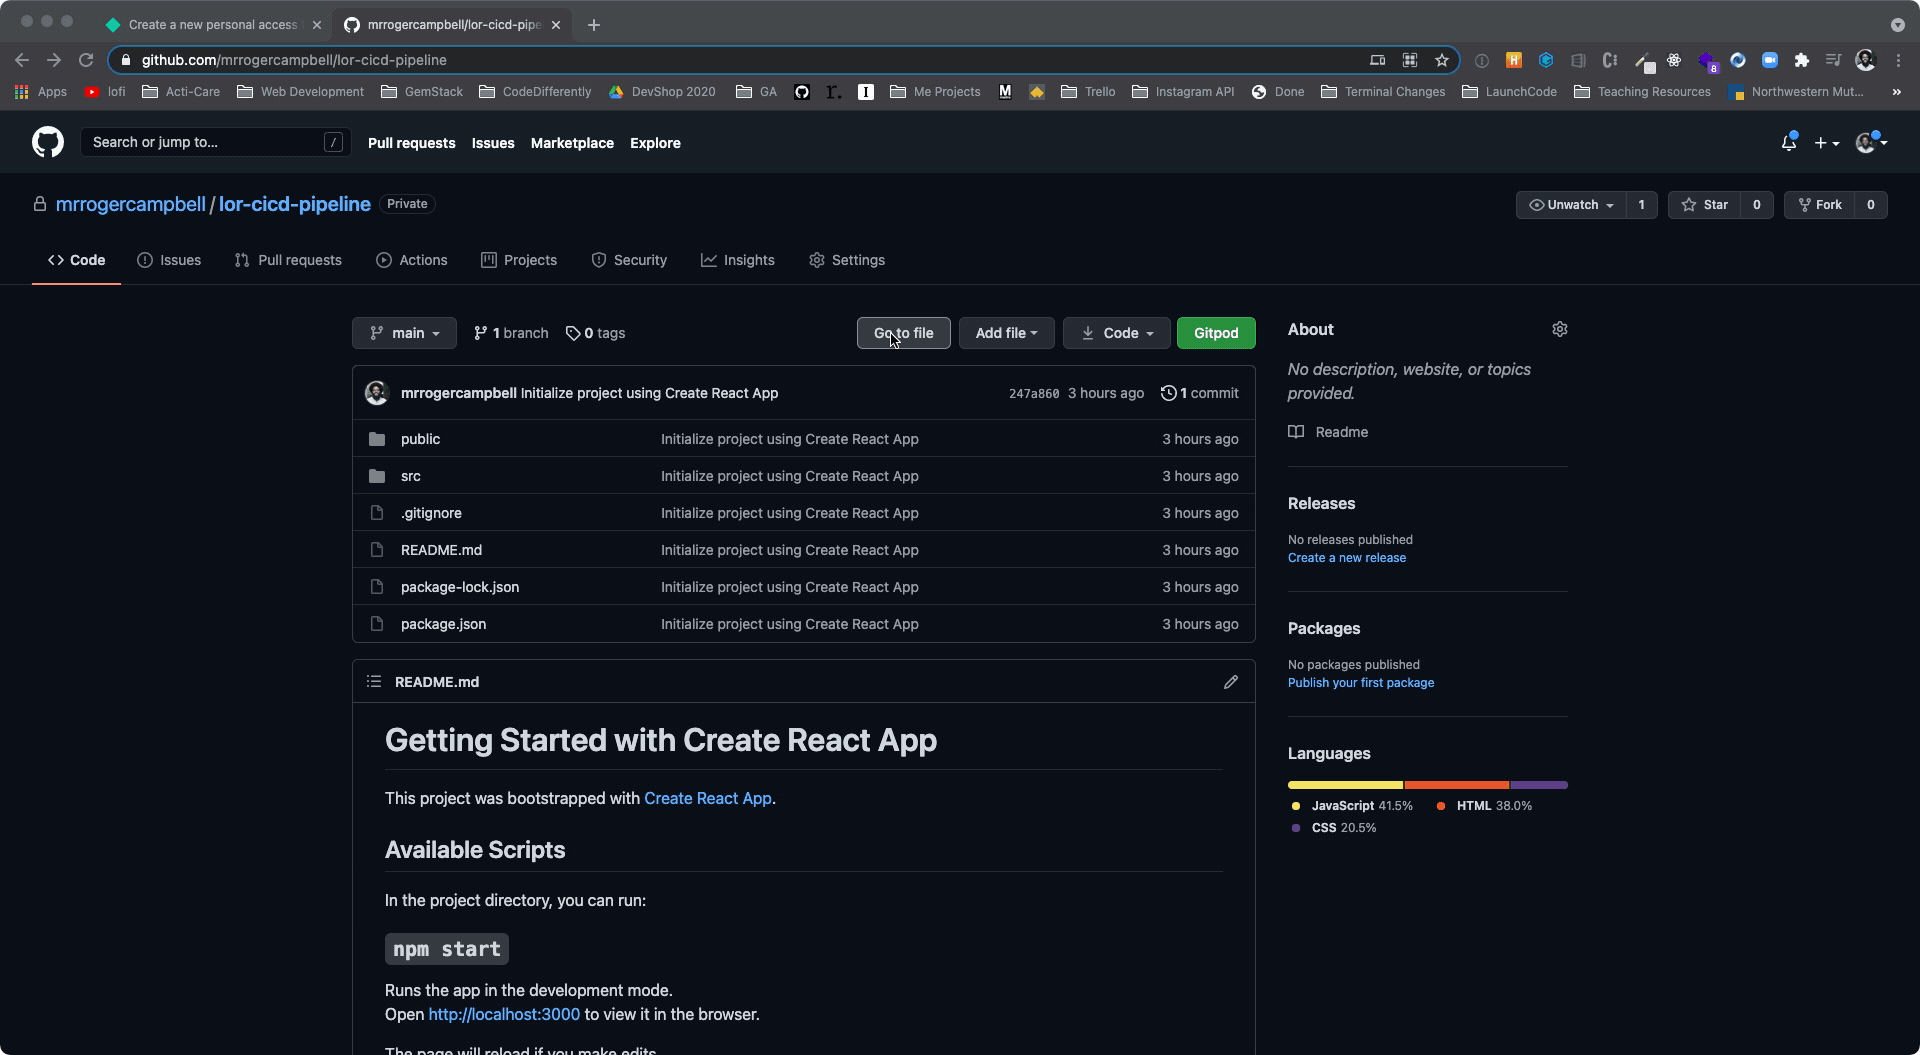 Create a new personal access
mrrogercampbell/lor-cicd-pipe
github.com/mrrogercampbell/lor-cicd-pipeline
8
Apps lofi Acti-Care Web Development GemStack CodeDifferently DevShop 2020 GA r. I Me Projects M Trello Instagram API Done Terminal Changes LaunchCode Teaching Resources Northwestern Mut... »
Search or jump to... / Pull requests Issues Marketplace Explore
mrrogercampbell / lor-cicd-pipeline Private
Unwatch 1 Star 0 Fork 0
Code Issues Pull requests Actions Projects Security Insights Settings
main 1 branch 0 tags Go to file Add file Code Gitpod
mrrogercampbell Initialize project using Create React App 247a860 3 hours ago 1 commit
public Initialize project using Create React App 3 hours ago
src Initialize project using Create React App 3 hours ago
.gitignore Initialize project using Create React App 3 hours ago
README.md Initialize project using Create React App 3 hours ago
package-lock.json Initialize project using Create React App 3 hours ago
package.json Initialize project using Create React App 3 hours ago
README.md
Getting Started with Create React App
This project was bootstrapped with Create React App.
Available Scripts
In the project directory, you can run:
npm start
Runs the app in the development mode.
Open http://localhost:3000 to view it in the browser.
The page will reload if you make edits.
About
No description, website, or topics
provided.
Readme
Releases
No releases published
Create a new release
Packages
No packages published
Publish your first package
Languages
JavaScript 41.5% HTML 38.0%
CSS 20.5%